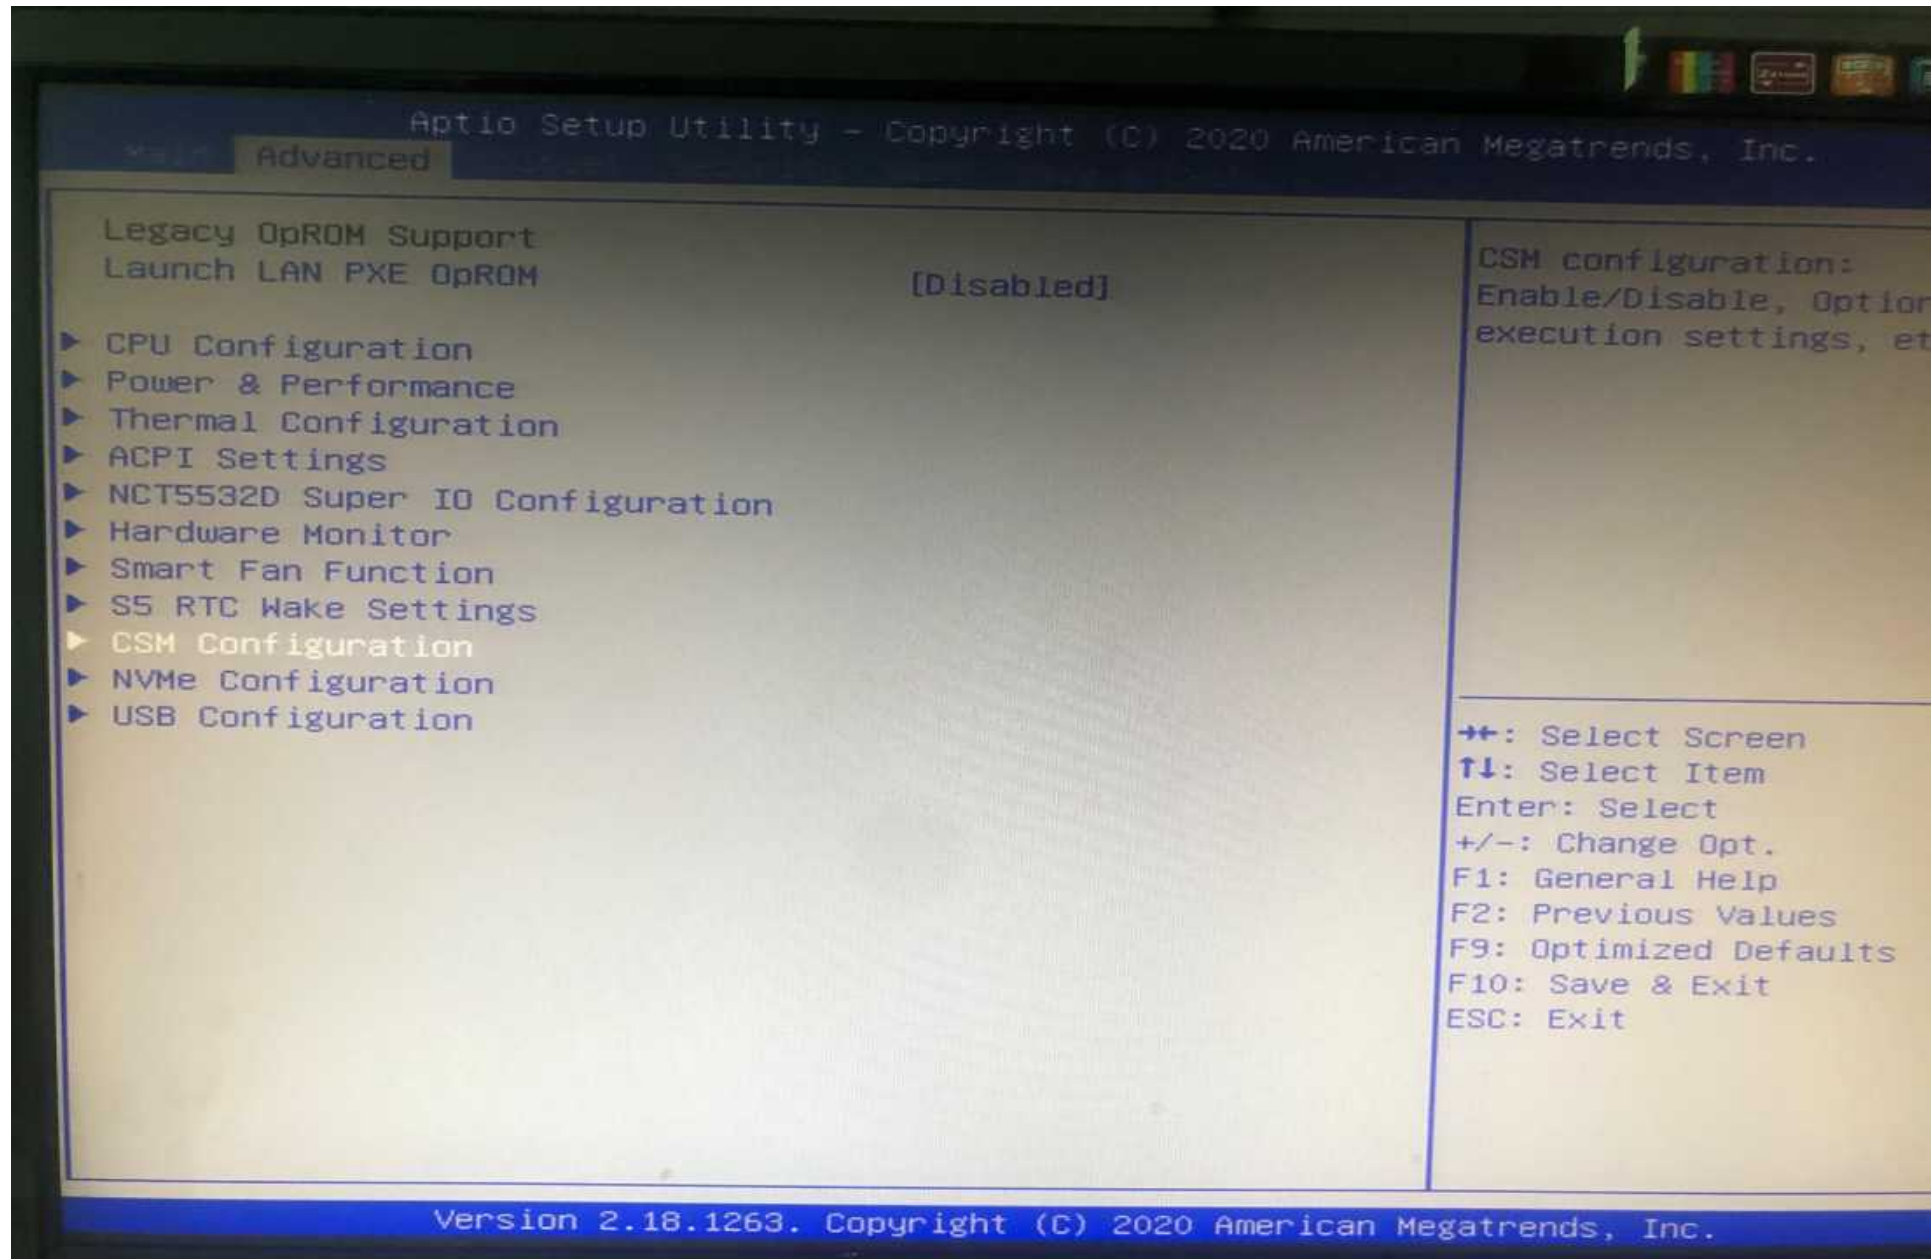 Aptio Setup Utility - Copyright (C) 2020 American Megatrends, Inc.
Main Advanced
Legacy OpROM Support
Launch LAN PXE OpROM [Disabled]
► CPU Configuration
► Power & Performance
► Thermal Configuration
► ACPI Settings
► NCT5532D Super IO Configuration
► Hardware Monitor
► Smart Fan Function
► S5 RTC Wake Settings
► CSM Configuration
► NVMe Configuration
► USB Configuration
CSM configuration:
Enable/Disable, Option
execution settings, et
→←: Select Screen
↑↓: Select Item
Enter: Select
+/-: Change Opt.
F1: General Help
F2: Previous Values
F9: Optimized Defaults
F10: Save & Exit
ESC: Exit
Version 2.18.1263. Copyright (C) 2020 American Megatrends, Inc.